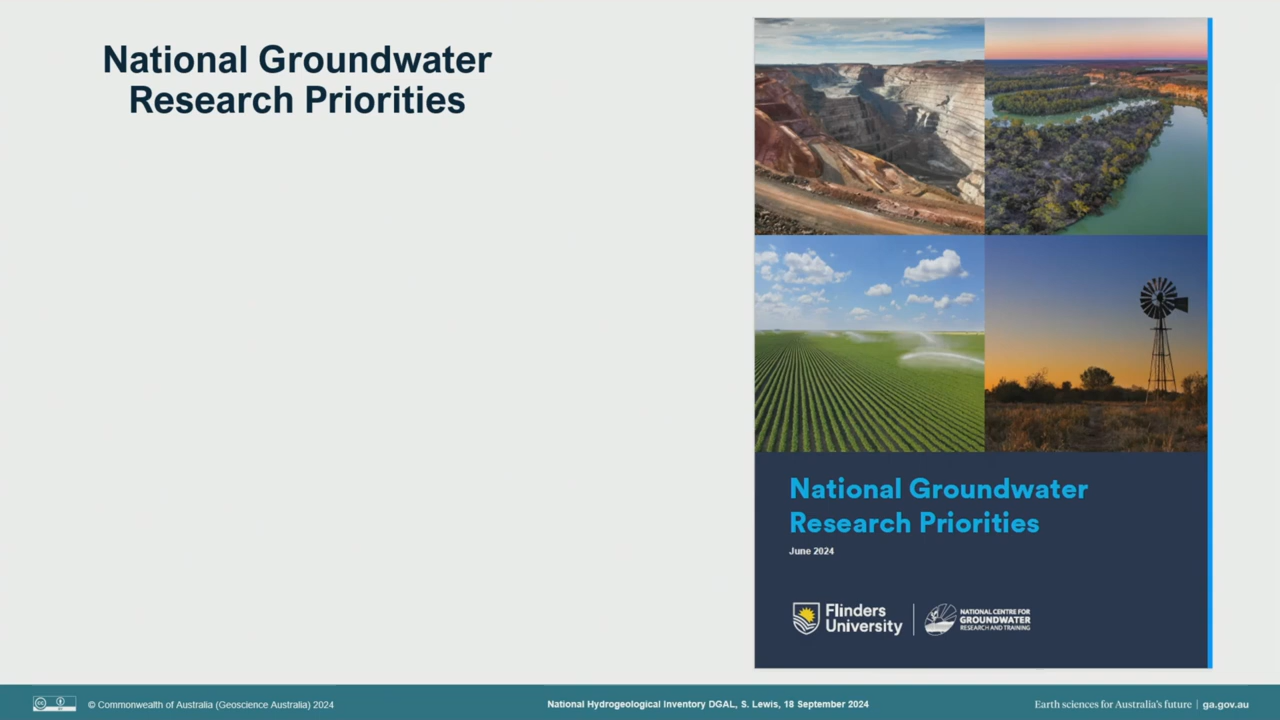 National Groundwater
Research Priorities
National Groundwater
Research Priorities
June 2024
Flinders
University
NATIONAL CENTRE FOR
GROUNDWATER
RESEARCH AND TRAINING
© Commonwealth of Australia (Geoscience Australia) 2024
National Hydrogeological Inventory DGAL, S. Lewis, 18 September 2024
Earth sciences for Australia's future | ga.gov.au